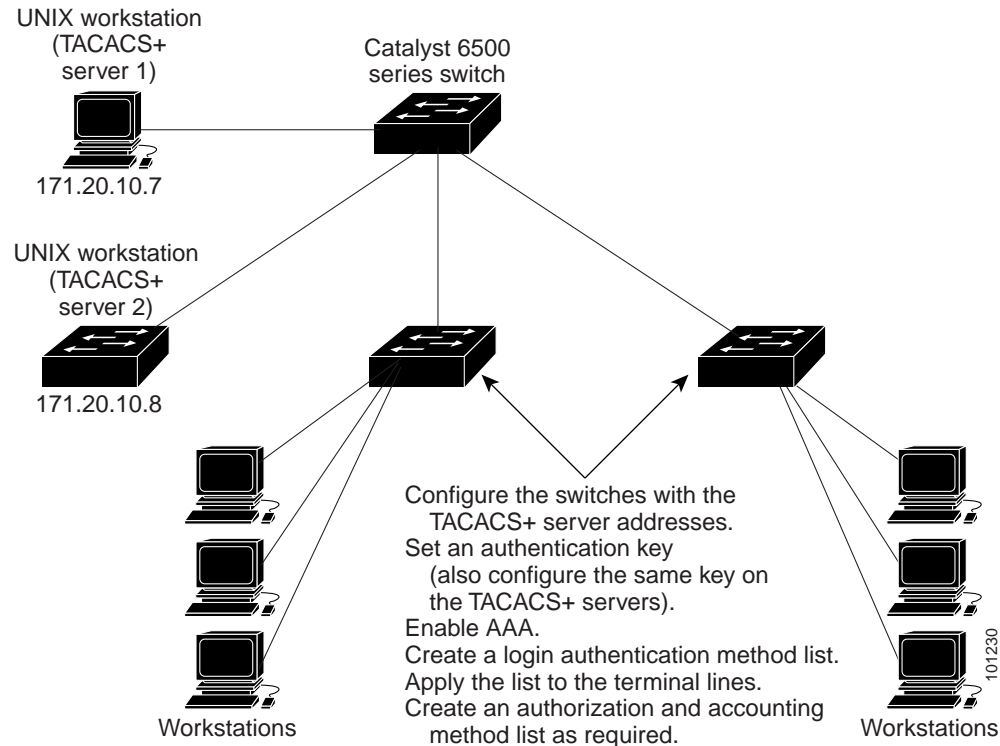 UNIX workstation
(TACACS+
server 1)
Catalyst 6500
series switch
171.20.10.7
UNIX workstation
(TACACS+
server 2)
171.20.10.8
Configure the switches with the
TACACS+ server addresses.
Set an authentication key
(also configure the same key on
the TACACS+ servers).
Enable AAA.
Create a login authentication method list.
Apply the list to the terminal lines.
Create an authorization and accounting
method list as required.
Workstations
Workstations
101230